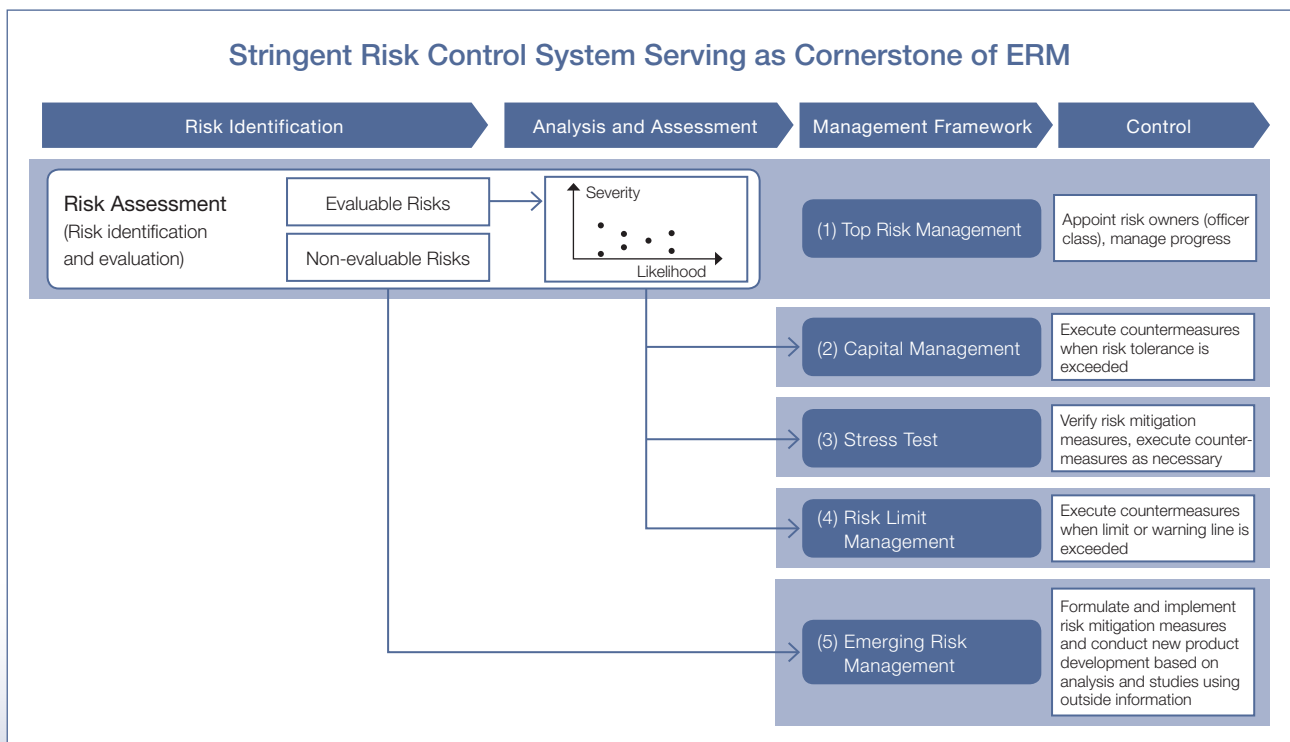 Stringent Risk Control System Serving as Cornerstone of ERM
Risk Identification
Analysis and Assessment
Management Framework
Control
Risk Assessment
(Risk identification
and evaluation)
Evaluable Risks
Non-evaluable Risks
Severity
Likelihood
(1) Top Risk Management
Appoint risk owners (officer
class), manage progress
(2) Capital Management
Execute countermeasures
when risk tolerance is
exceeded
(3) Stress Test
Verify risk mitigation
measures, execute counter-
measures as necessary
(4) Risk Limit
Management
Execute countermeasures
when limit or warning line is
exceeded
(5) Emerging Risk
Management
Formulate and implement
risk mitigation measures
and conduct new product
development based on
analysis and studies using
outside information